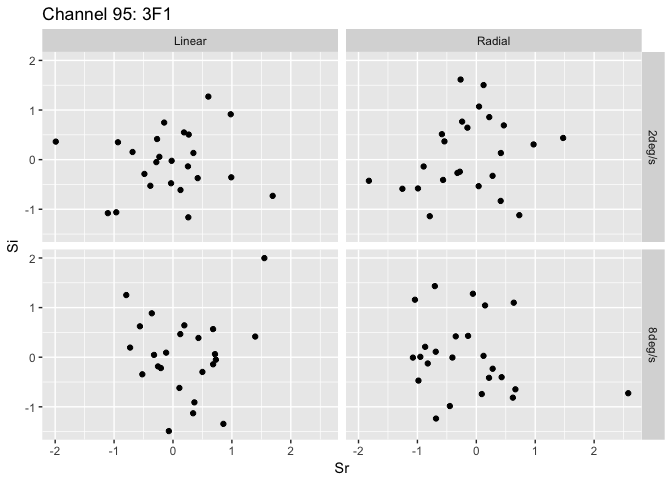 Channel 95: 3F1
Linear
Radial
2
1
0
-1
2deg/s
Si
2
1
0
-1
8deg/s
-2 -1 0 1 2 -2 -1 0 1 2
Sr